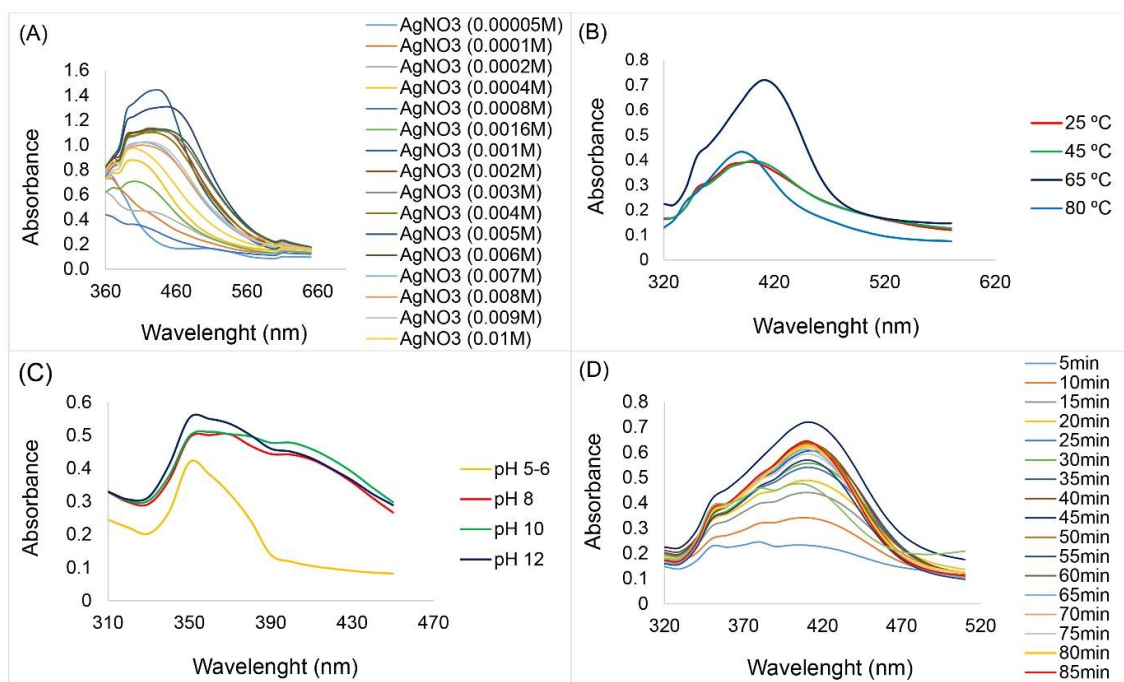 (A)
Absorbance
1.6
1.4
1.2
1.0
0.8
0.6
0.4
0.2
0.0
360 460 560 660
Wavelenght (nm)
AgNO3 (0.00005M)
AgNO3 (0.0001M)
AgNO3 (0.0002M)
AgNO3 (0.0004M)
AgNO3 (0.0008M)
AgNO3 (0.0016M)
AgNO3 (0.001M)
AgNO3 (0.002M)
AgNO3 (0.003M)
AgNO3 (0.004M)
AgNO3 (0.005M)
AgNO3 (0.006M)
AgNO3 (0.007M)
AgNO3 (0.008M)
AgNO3 (0.009M)
AgNO3 (0.01M)
(B)
Absorbance
0.8
0.7
0.6
0.5
0.4
0.3
0.2
0.1
0
320 420 520 620
Wavelenght (nm)
25 ºC
45 ºC
65 ºC
80 ºC
(C)
Absorbance
0.6
0.5
0.4
0.3
0.2
0.1
0
310 350 390 430 470
Wavelenght (nm)
pH 5-6
pH 8
pH 10
pH 12
(D)
Absorbance
0.8
0.7
0.6
0.5
0.4
0.3
0.2
0.1
0
320 370 420 470 520
Wavelenght (nm)
5min
10min
15min
20min
25min
30min
35min
40min
45min
50min
55min
60min
65min
70min
75min
80min
85min